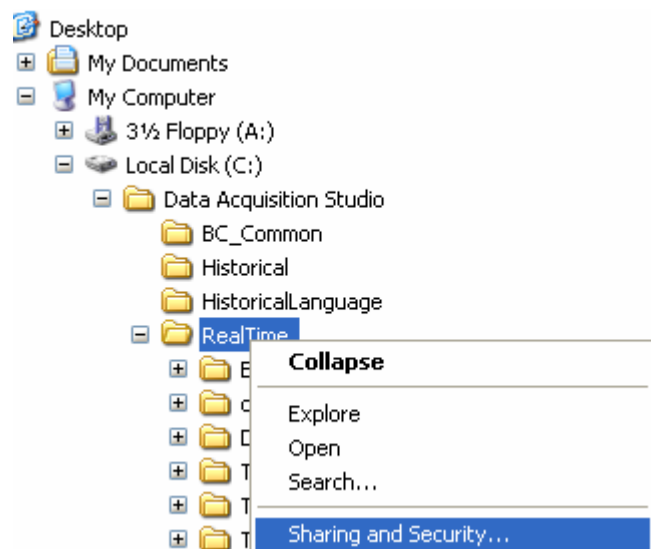 Desktop
My Documents
My Computer
3½ Floppy (A:)
Local Disk (C:)
Data Acquisition Studio
BC_Common
Historical
HistoricalLanguage
RealTime
Collapse
Explore
Open
Search...
Sharing and Security...